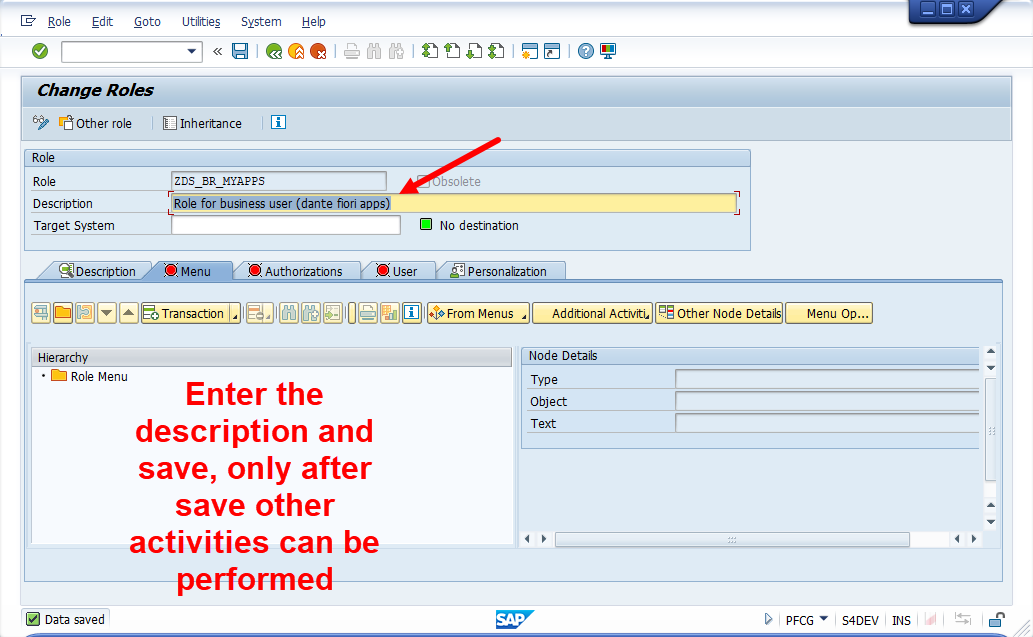 Role Edit Goto Utilities System Help
Change Roles
Other role Inheritance
Role
Role ZDS_BR_MYAPPS Obsolete
Description Role for business user (dante fiori apps)
Target System No destination
Description Menu Authorizations User Personalization
Transaction From Menus Additional Activiti Other Node Details Menu Op...
Hierarchy
Role Menu
Node Details
Type
Object
Text
Enter the
description and
save, only after
save other
activities can be
performed
Data saved SAP PFCG S4DEV INS